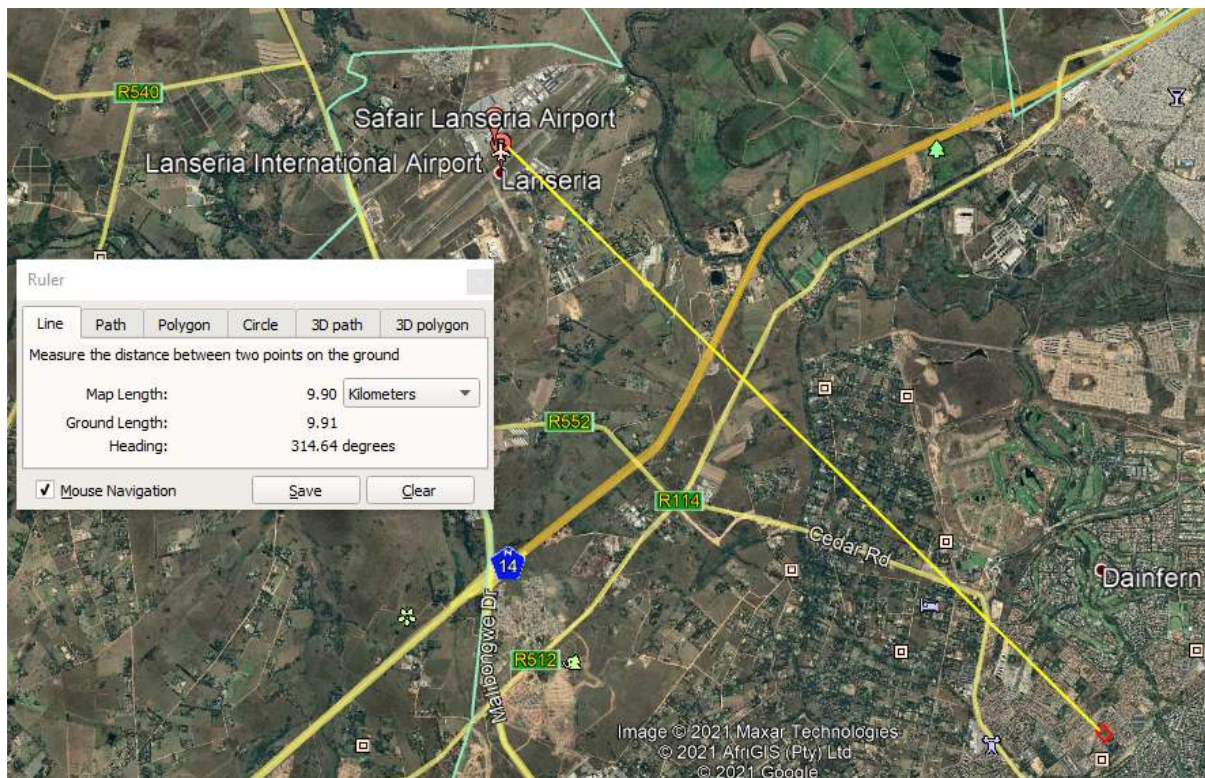 R540
Safair Lanseria Airport
Lanseria International Airport
Lanseria
Ruler
Line Path Polygon Circle 3D path 3D polygon
Measure the distance between two points on the ground
Map Length: 9.90 Kilometers
Ground Length: 9.91
Heading: 314.64 degrees
Mouse Navigation Save Clear
R552
R114
Cedar Rd
N
14
Dainfern
Malibongwe Dr
R512
Image © 2021 Maxar Technologies
© 2021 AfriGIS (Pty) Ltd
© 2021 Google